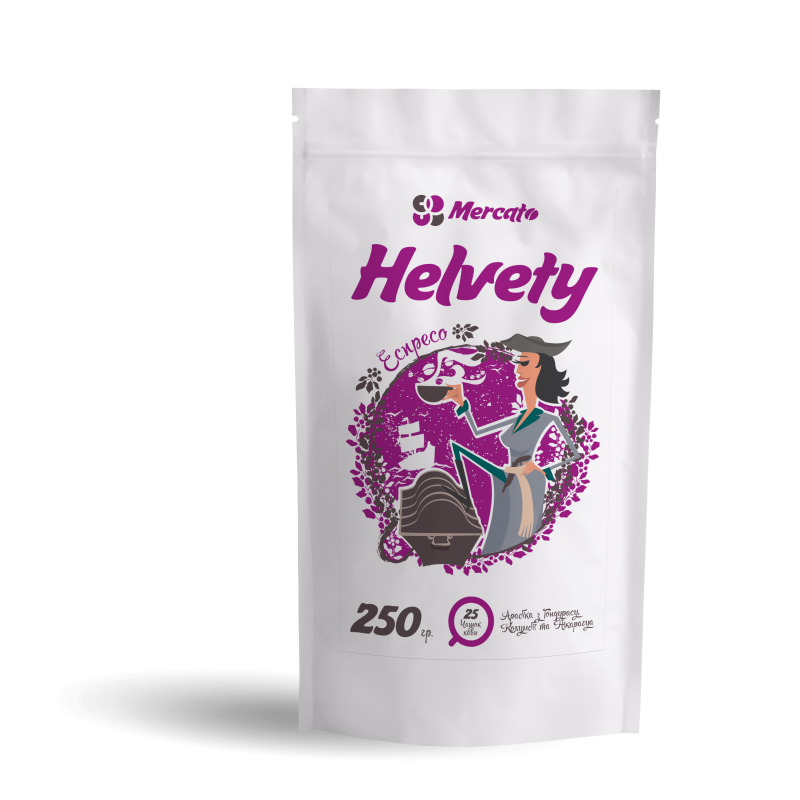 Mercato
Helvety
Еспресо
250 гр.
25
Чашок
кави
Арабіка з Гондурасу,
Колумбії та Нікарагуа